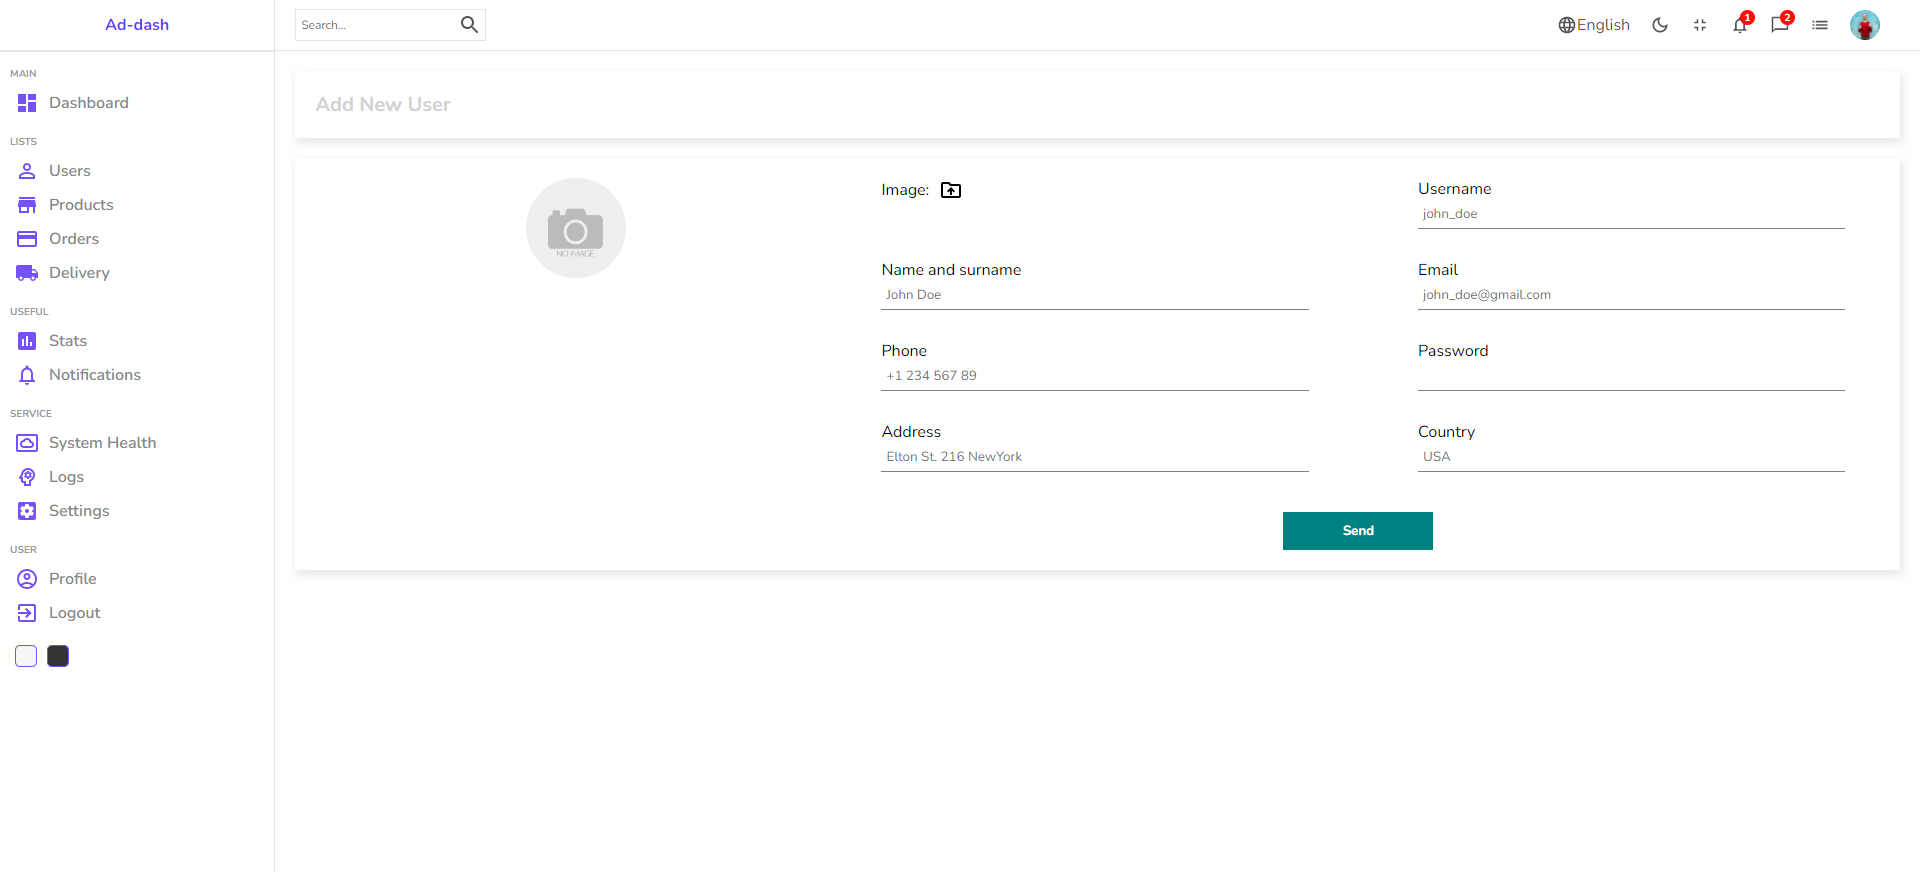 Ad-dash
Search...
English
1
2
MAIN
Dashboard
LISTS
Users
Products
Orders
Delivery
USEFUL
Stats
Notifications
SERVICE
System Health
Logs
Settings
USER
Profile
Logout
Add New User
NO IMAGE
Image:
Username
john_doe
Name and surname
John Doe
Email
john_doe@gmail.com
Phone
+1 234 567 89
Password
Address
Elton St. 216 NewYork
Country
USA
Send